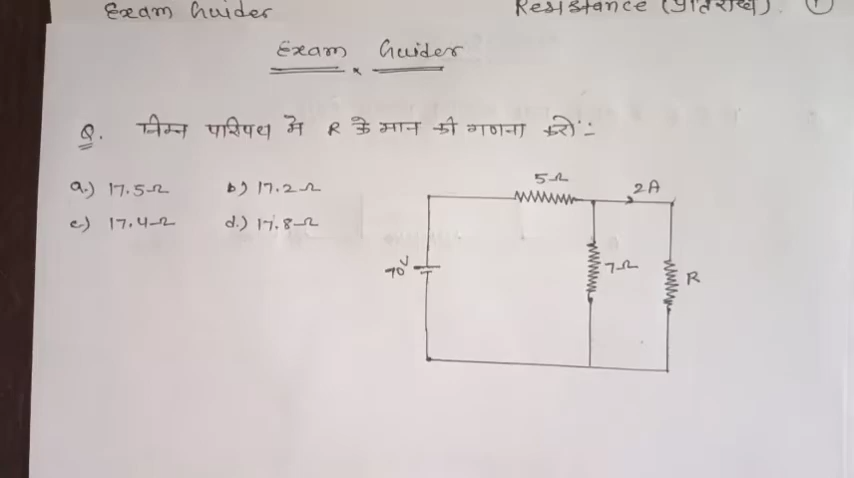 Exam Guider
Resistance (प्रतिरोध). 1
Exam Guider
Q. निम्न परिपथ में R के मान की गणना करो:-
a.) 17.5Ω b.) 17.2Ω
c.) 17.4Ω d.) 17.8Ω
5Ω
2A
70V
7Ω
R